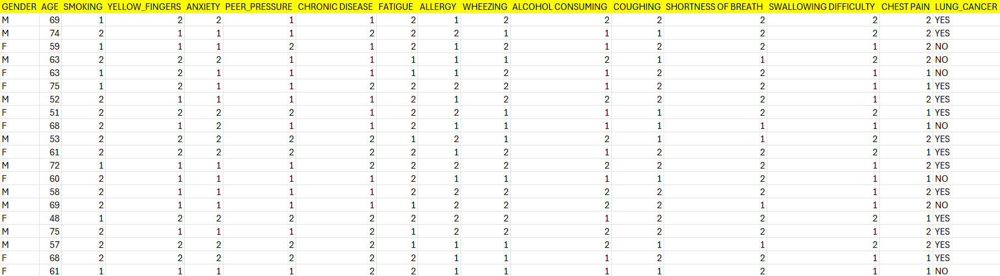 GENDER AGE SMOKING YELLOW_FINGERS ANXIETY PEER_PRESSURE CHRONIC DISEASE FATIGUE ALLERGY WHEEZING ALCOHOL CONSUMING COUGHING SHORTNESS OF BREATH SWALLOWING DIFFICULTY CHEST PAIN LUNG_CANCER
M 69 1 2 2 1 1 2 1 2 2 2 2 2 2 YES
M 74 2 1 1 1 2 2 2 1 1 1 2 2 2 YES
F 59 1 1 1 2 1 2 1 2 1 2 2 1 2 NO
M 63 2 2 2 1 1 1 1 1 2 1 1 2 2 NO
F 63 1 2 1 1 1 1 1 2 1 2 2 1 1 NO
F 75 1 2 1 1 2 2 2 2 1 2 2 1 1 YES
M 52 2 1 1 1 1 2 1 2 2 2 2 1 2 YES
F 51 2 2 2 2 1 2 2 1 1 1 2 2 1 YES
F 68 2 1 2 1 1 2 1 1 1 1 1 1 1 NO
M 53 2 2 2 2 2 1 2 1 2 1 1 2 2 YES
F 61 2 2 2 2 2 2 1 2 1 2 2 2 1 YES
M 72 1 1 1 1 2 2 2 2 2 2 2 1 2 YES
F 60 2 1 1 1 1 2 1 1 1 1 2 1 1 NO
M 58 2 1 1 1 1 2 2 2 2 2 2 1 2 YES
M 69 2 1 1 1 1 1 2 2 2 2 1 1 2 NO
F 48 1 2 2 2 2 2 2 2 1 2 2 2 1 YES
M 75 2 1 1 1 2 1 2 2 2 2 2 1 2 YES
M 57 2 2 2 2 2 1 1 1 2 1 1 2 2 YES
F 68 2 2 2 2 2 2 1 1 1 2 2 1 1 YES
F 61 1 1 1 1 2 2 1 1 1 1 2 1 1 NO